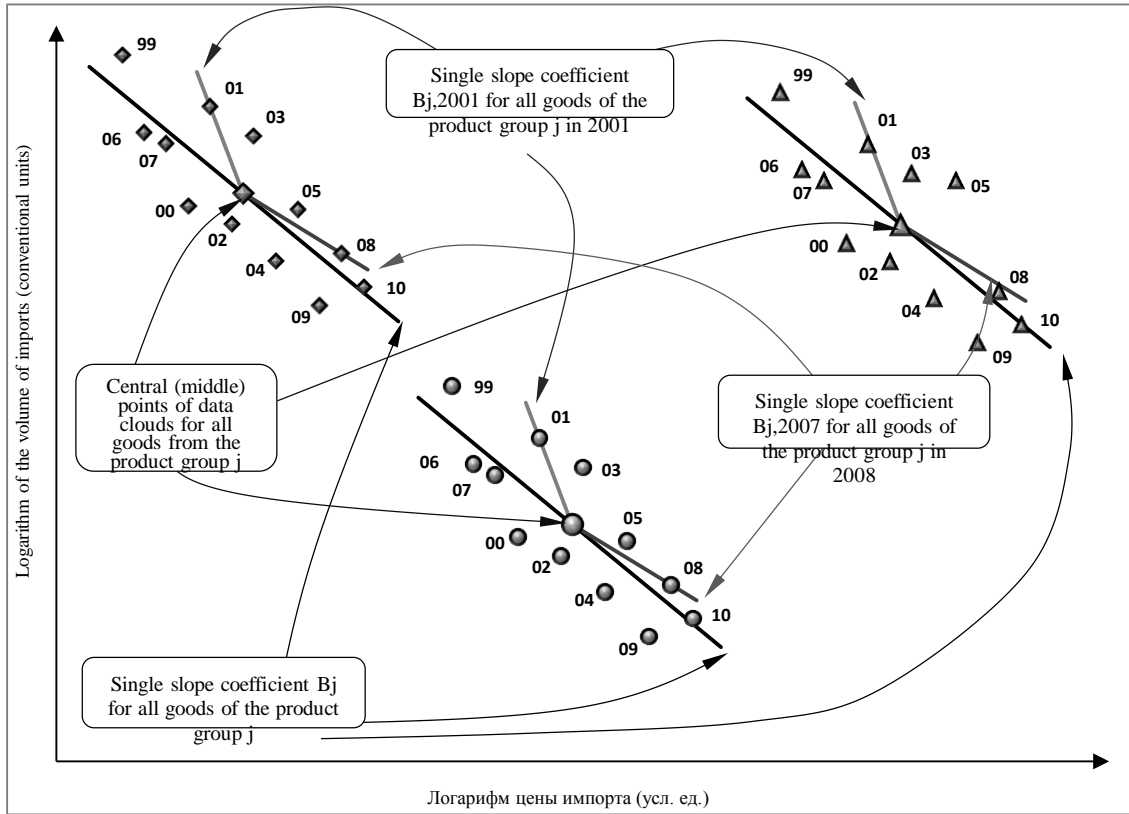 99
01
03
06
07
05
00
02
08
04
10
09
Single slope coefficient
Bj,2001 for all goods of the
product group j in 2001
99
01
03
06
05
07
00
02
08
04
10
09
Logarithm of the volume of imports (conventional units)
Central (middle)
points of data
clouds for all
goods from the
product group j
99
01
06
03
07
05
00
02
08
04
10
09
Single slope coefficient
Bj,2007 for all goods of
the product group j in
2008
Single slope coefficient Bj
for all goods of the product
group j
Логарифм цены импорта (усл. ед.)